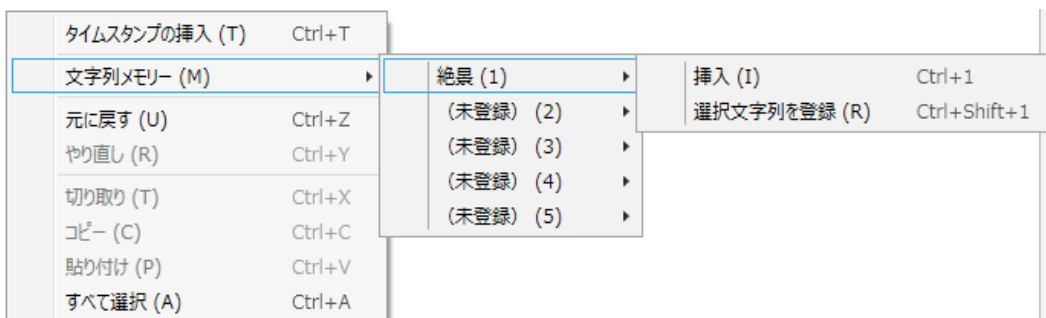 タイムスタンプの挿入 (T) Ctrl+T
文字列メモリー (M)
元に戻す (U) Ctrl+Z
やり直し (R) Ctrl+Y
切り取り (T) Ctrl+X
コピー (C) Ctrl+C
貼り付け (P) Ctrl+V
すべて選択 (A) Ctrl+A
絶景 (1)
（未登録） (2)
（未登録） (3)
（未登録） (4)
（未登録） (5)
挿入 (I) Ctrl+1
選択文字列を登録 (R) Ctrl+Shift+1